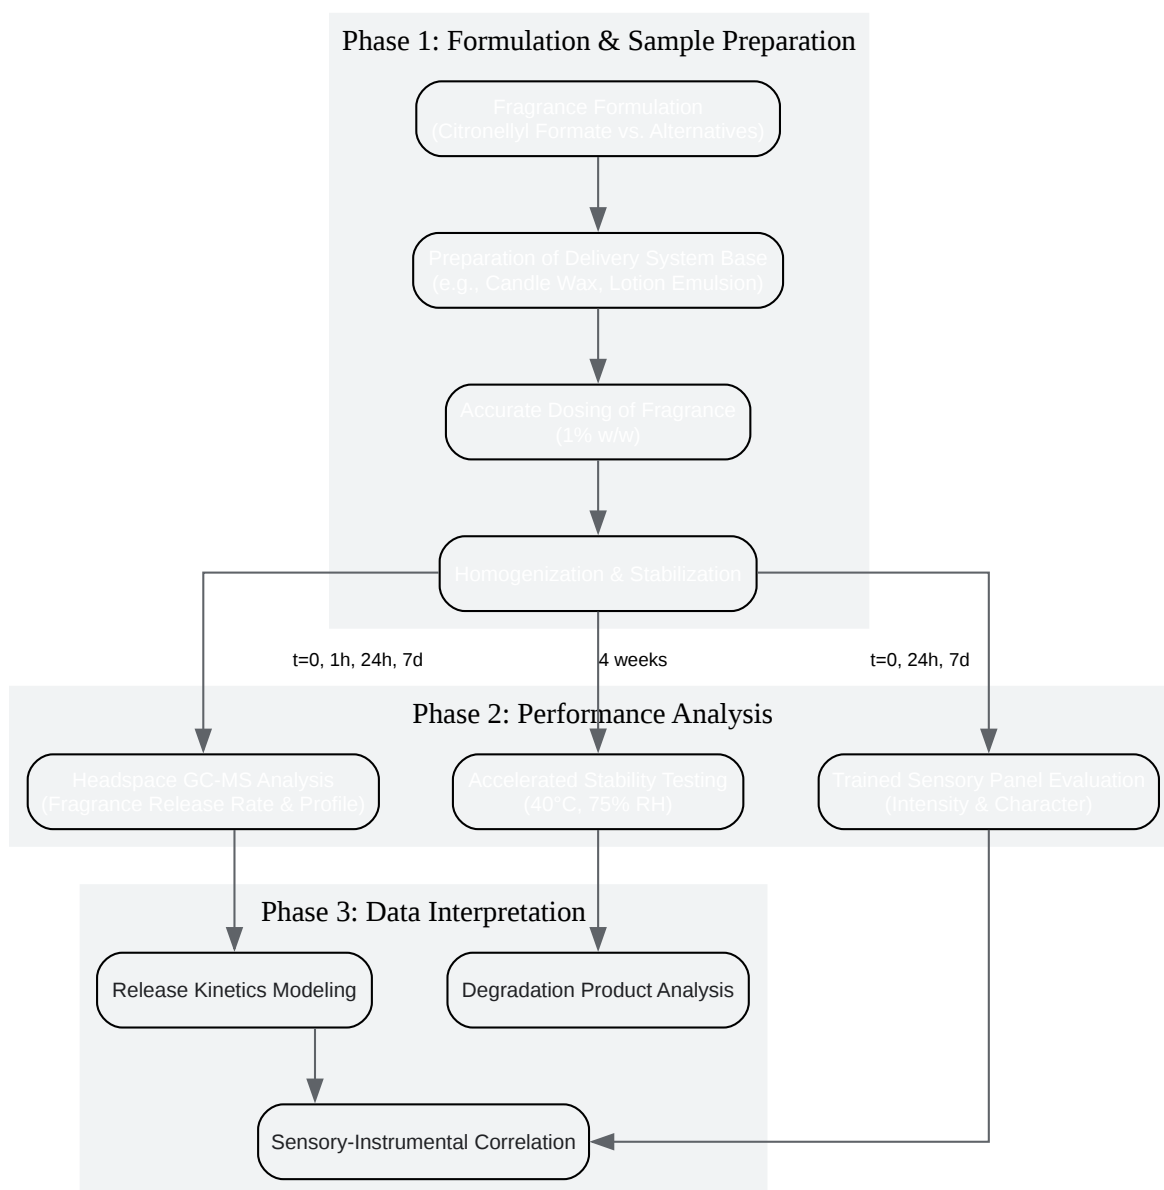 Phase 1: Formulation & Sample Preparation
Fragrance Formulation
(Citronellyl Formate vs. Alternatives)
Preparation of Delivery System Base
(e.g., Candle Wax, Lotion Emulsion)
Accurate Dosing of Fragrance
(1% w/w)
Homogenization & Stabilization
t=0, 1h, 24h, 7d
4 weeks
t=0, 24h, 7d
Phase 2: Performance Analysis
Headspace GC-MS Analysis
(Fragrance Release Rate & Profile)
Accelerated Stability Testing
(40°C, 75% RH)
Trained Sensory Panel Evaluation
(Intensity & Character)
Phase 3: Data Interpretation
Release Kinetics Modeling
Degradation Product Analysis
Sensory-Instrumental Correlation